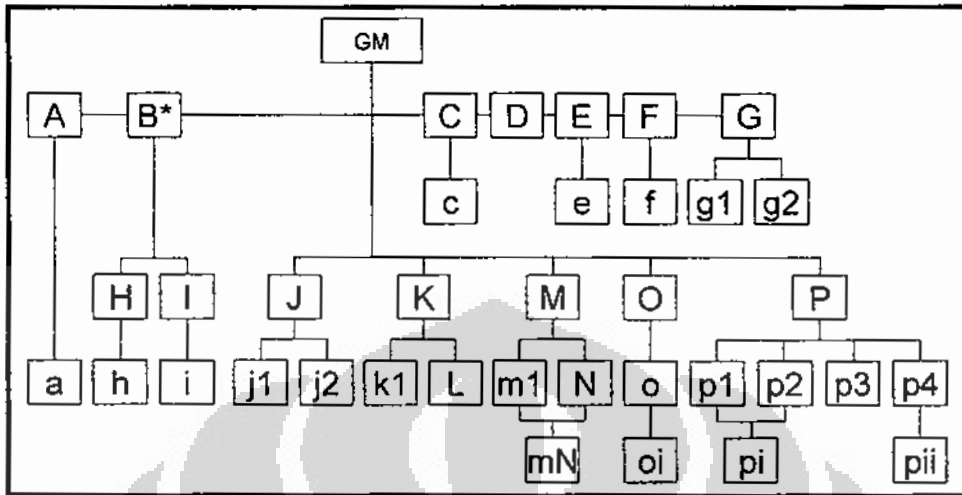 GM
A B* C D E F G
c e f g1 g2
H I J K M O P
a h i j1 j2 k1 L m1 N o p1 p2 p3 p4
mN oi pi pii